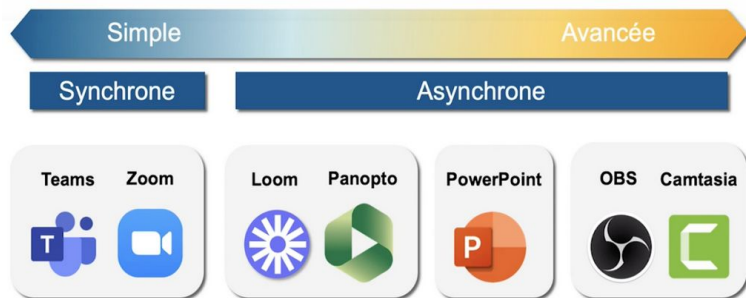 Simple Avancée
Synchrone Asynchrone
Teams Zoom Loom Panopto PowerPoint OBS Camtasia
T P